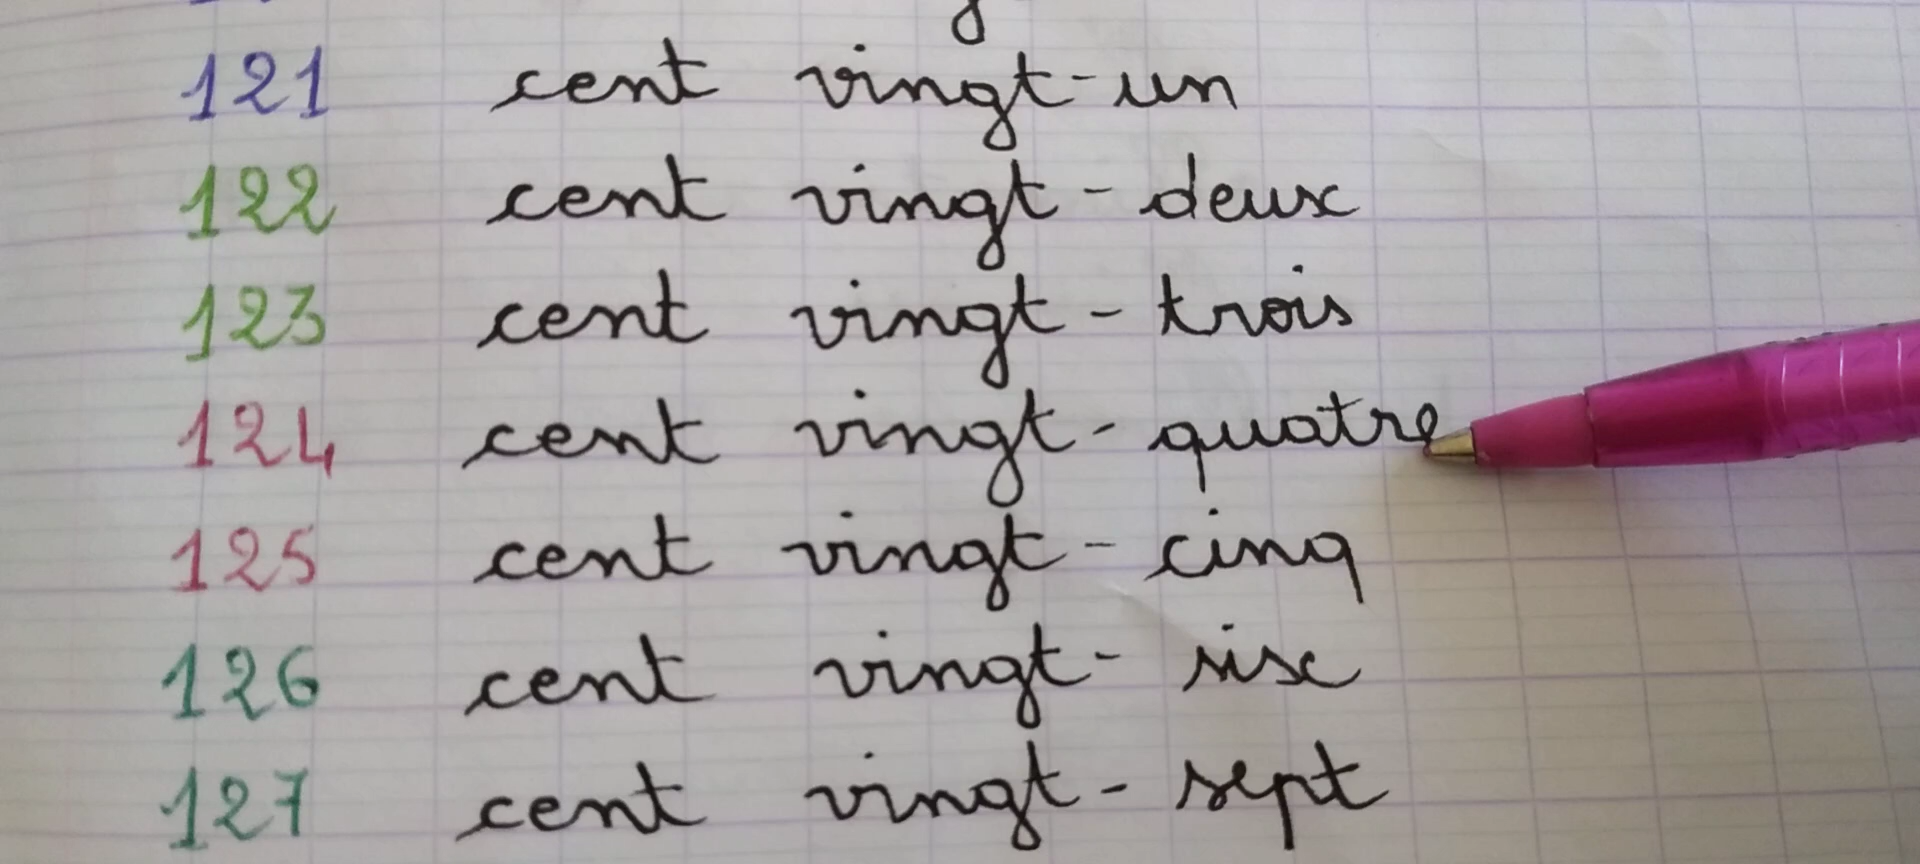 121 cent vingt-un
122 cent vingt-deux
123 cent vingt-trois
124 cent vingt-quatre
125 cent vingt-cinq
126 cent vingt-six
127 cent vingt-sept